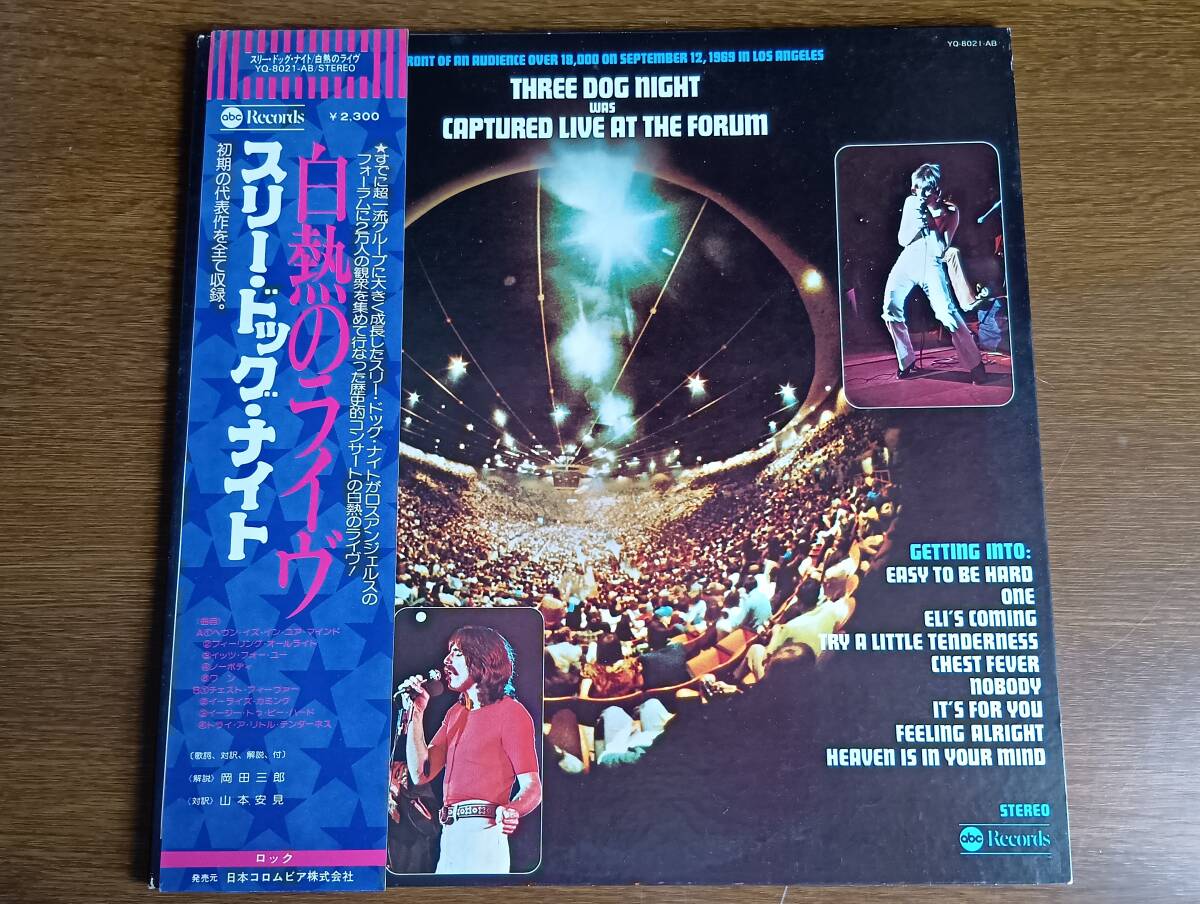 スリー・ドッグ・ナイト/白熱のライヴ
YQ-8021-AB/STEREO
abc Records
¥2,300
★すでに超一流グループに大きく成長したスリー・ドッグ・ナイトがロスアンジェルスの
フォーラムに2万人の観衆を集めて行なった歴史的コンサートの白熱のライヴ!
白熱のライヴ
スリー・ドッグ・ナイト
初期の代表作を全て収録。
〈曲目〉
A①ヘヴン・イズ・イン・ユア・マインド
②フィーリング・オールライト
③イッツ・フォー・ユー
④ノーボディ
⑤ワン
B①チェスト・フィーファー
②イーライズ・カミング
③イージー・トゥ・ビー・ハード
④トライ・ア・リトル・テンダーネス
(歌詞、対訳、解説、付)
〈解説〉岡田三郎
〈対訳〉山本安見
ロック
発売元 日本コロムビア株式会社
YQ-8021-AB
RONT OF AN AUDIENCE OVER 18,000 ON SEPTEMBER 12, 1969 IN LOS ANGELES
THREE DOG NIGHT
WAS
CAPTURED LIVE AT THE FORUM
GETTING INTO:
EASY TO BE HARD
ONE
ELI'S COMING
TRY A LITTLE TENDERNESS
CHEST FEVER
NOBODY
IT'S FOR YOU
FEELING ALRIGHT
HEAVEN IS IN YOUR MIND
STEREO
abc Records